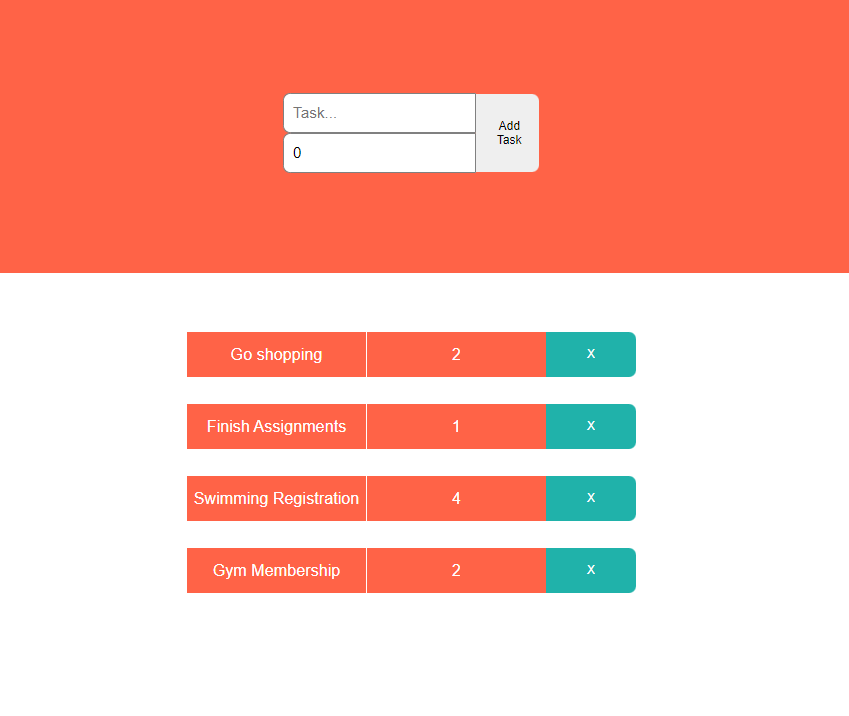 Task...
0
Add
Task
Go shopping 2 x
Finish Assignments 1 x
Swimming Registration 4 x
Gym Membership 2 x